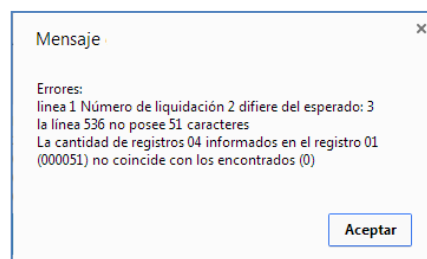 Mensaje
Errores:
linea 1 Número de liquidación 2 difiere del esperado: 3
la línea 536 no posee 51 caracteres
La cantidad de registros 04 informados en el registro 01
(000051) no coincide con los encontrados (0)
Aceptar